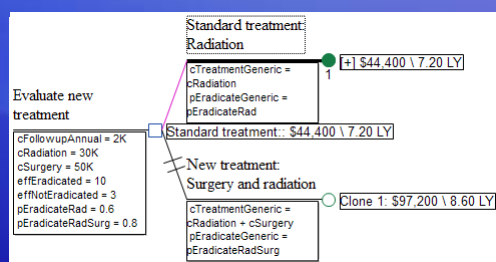 Standard treatment:
Radiation
[+] $44,400 \ 7.20 LY
1
cTreatmentGeneric =
cRadiation
pEradicateGeneric =
pEradicateRad
Evaluate new
treatment
Standard treatment:: $44,400 \ 7.20 LY
cFollowupAnnual = 2K
cRadiation = 30K
cSurgery = 50K
effEradicated = 10
effNotEradicated = 3
pEradicateRad = 0.6
pEradicateRadSurg = 0.8
New treatment:
Surgery and radiation
Clone 1: $97,200 \ 8.60 LY
cTreatmentGeneric =
cRadiation + cSurgery
pEradicateGeneric =
pEradicateRadSurg